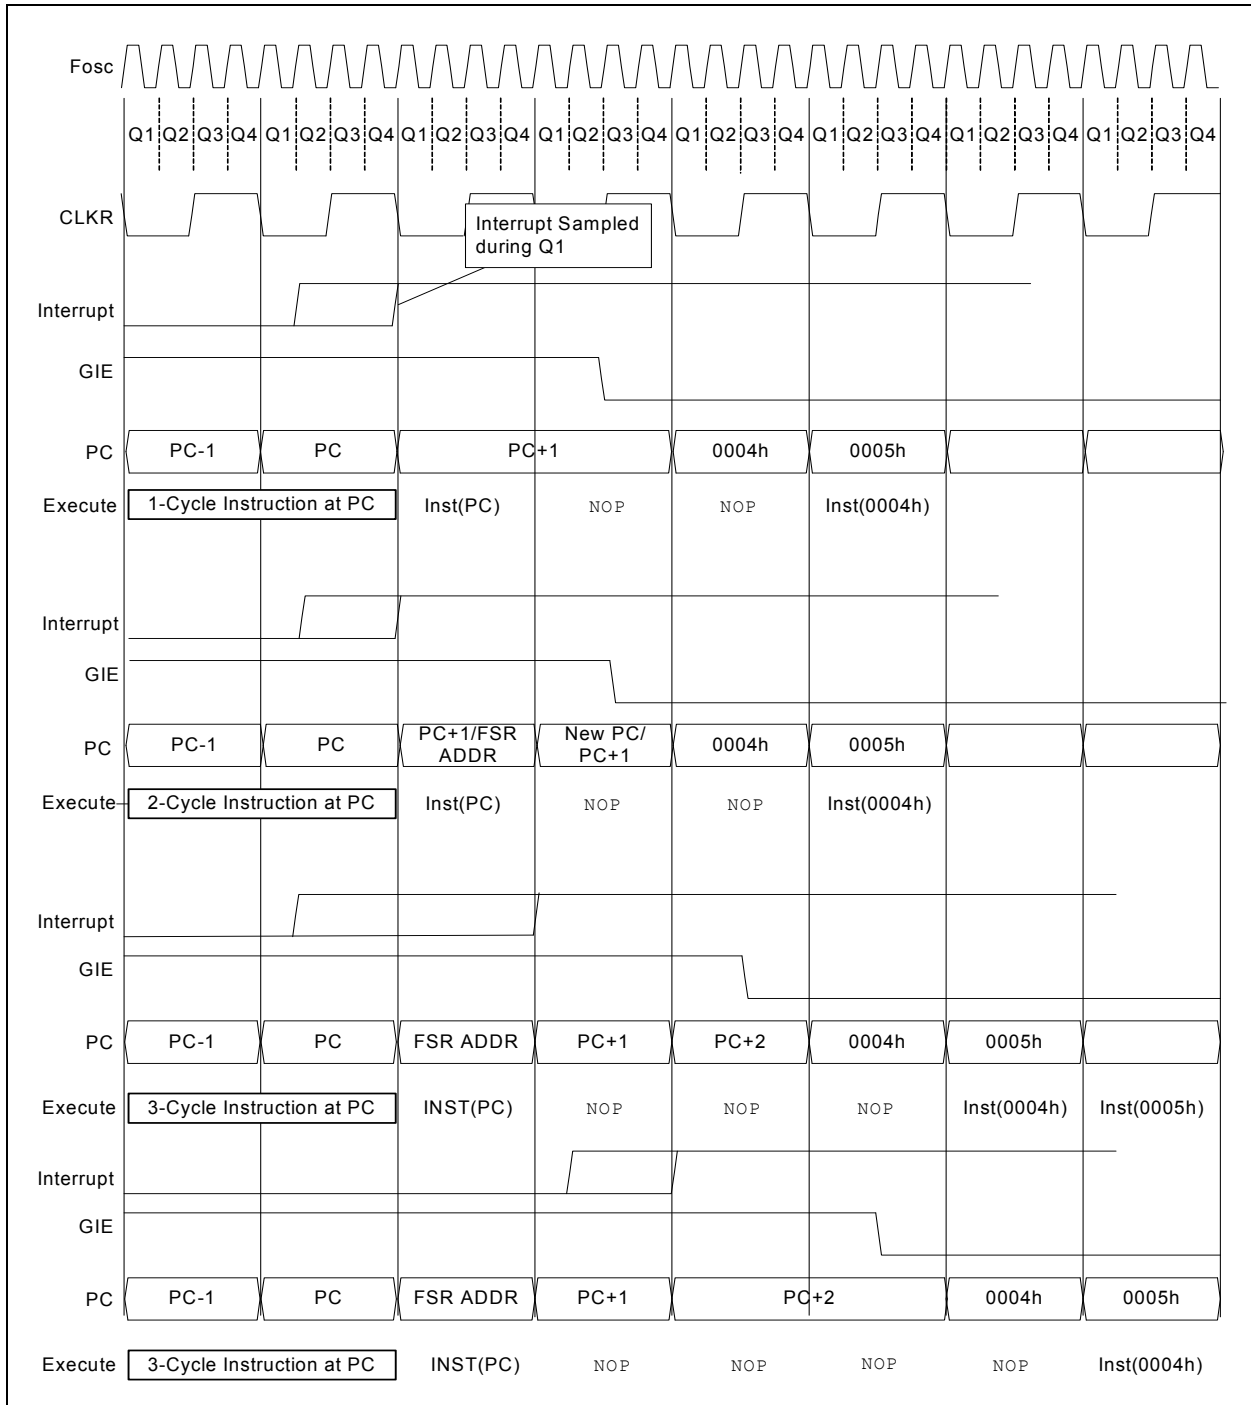 Fosc
Q1 Q2 Q3 Q4 Q1 Q2 Q3 Q4 Q1 Q2 Q3 Q4 Q1 Q2 Q3 Q4 Q1 Q2 Q3 Q4 Q1 Q2 Q3 Q4 Q1 Q2 Q3 Q4 Q1 Q2 Q3 Q4
CLKR
Interrupt Sampled
during Q1
Interrupt
GIE
PC PC-1 PC PC+1 0004h 0005h
Execute 1-Cycle Instruction at PC Inst(PC) NOP NOP Inst(0004h)
Interrupt
GIE
PC PC-1 PC PC+1/FSR ADDR New PC/ PC+1 0004h 0005h
Execute 2-Cycle Instruction at PC Inst(PC) NOP NOP Inst(0004h)
Interrupt
GIE
PC PC-1 PC FSR ADDR PC+1 PC+2 0004h 0005h
Execute 3-Cycle Instruction at PC INST(PC) NOP NOP NOP Inst(0004h) Inst(0005h)
Interrupt
GIE
PC PC-1 PC FSR ADDR PC+1 PC+2 0004h 0005h
Execute 3-Cycle Instruction at PC INST(PC) NOP NOP NOP NOP Inst(0004h)